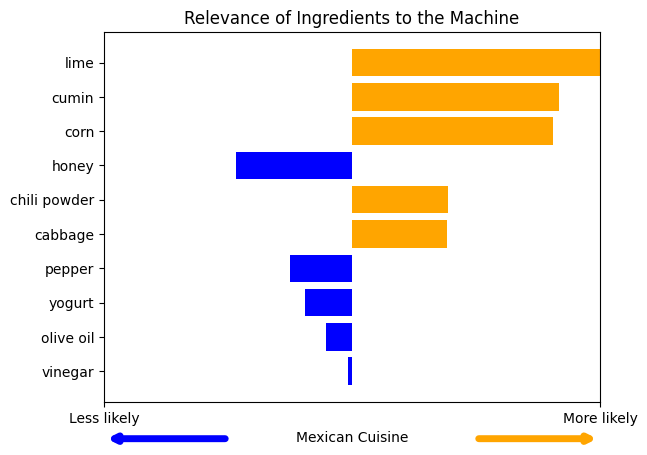 Relevance of Ingredients to the Machine
lime
cumin
corn
honey
chili powder
cabbage
pepper
yogurt
olive oil
vinegar
Less likely
More likely
Mexican Cuisine